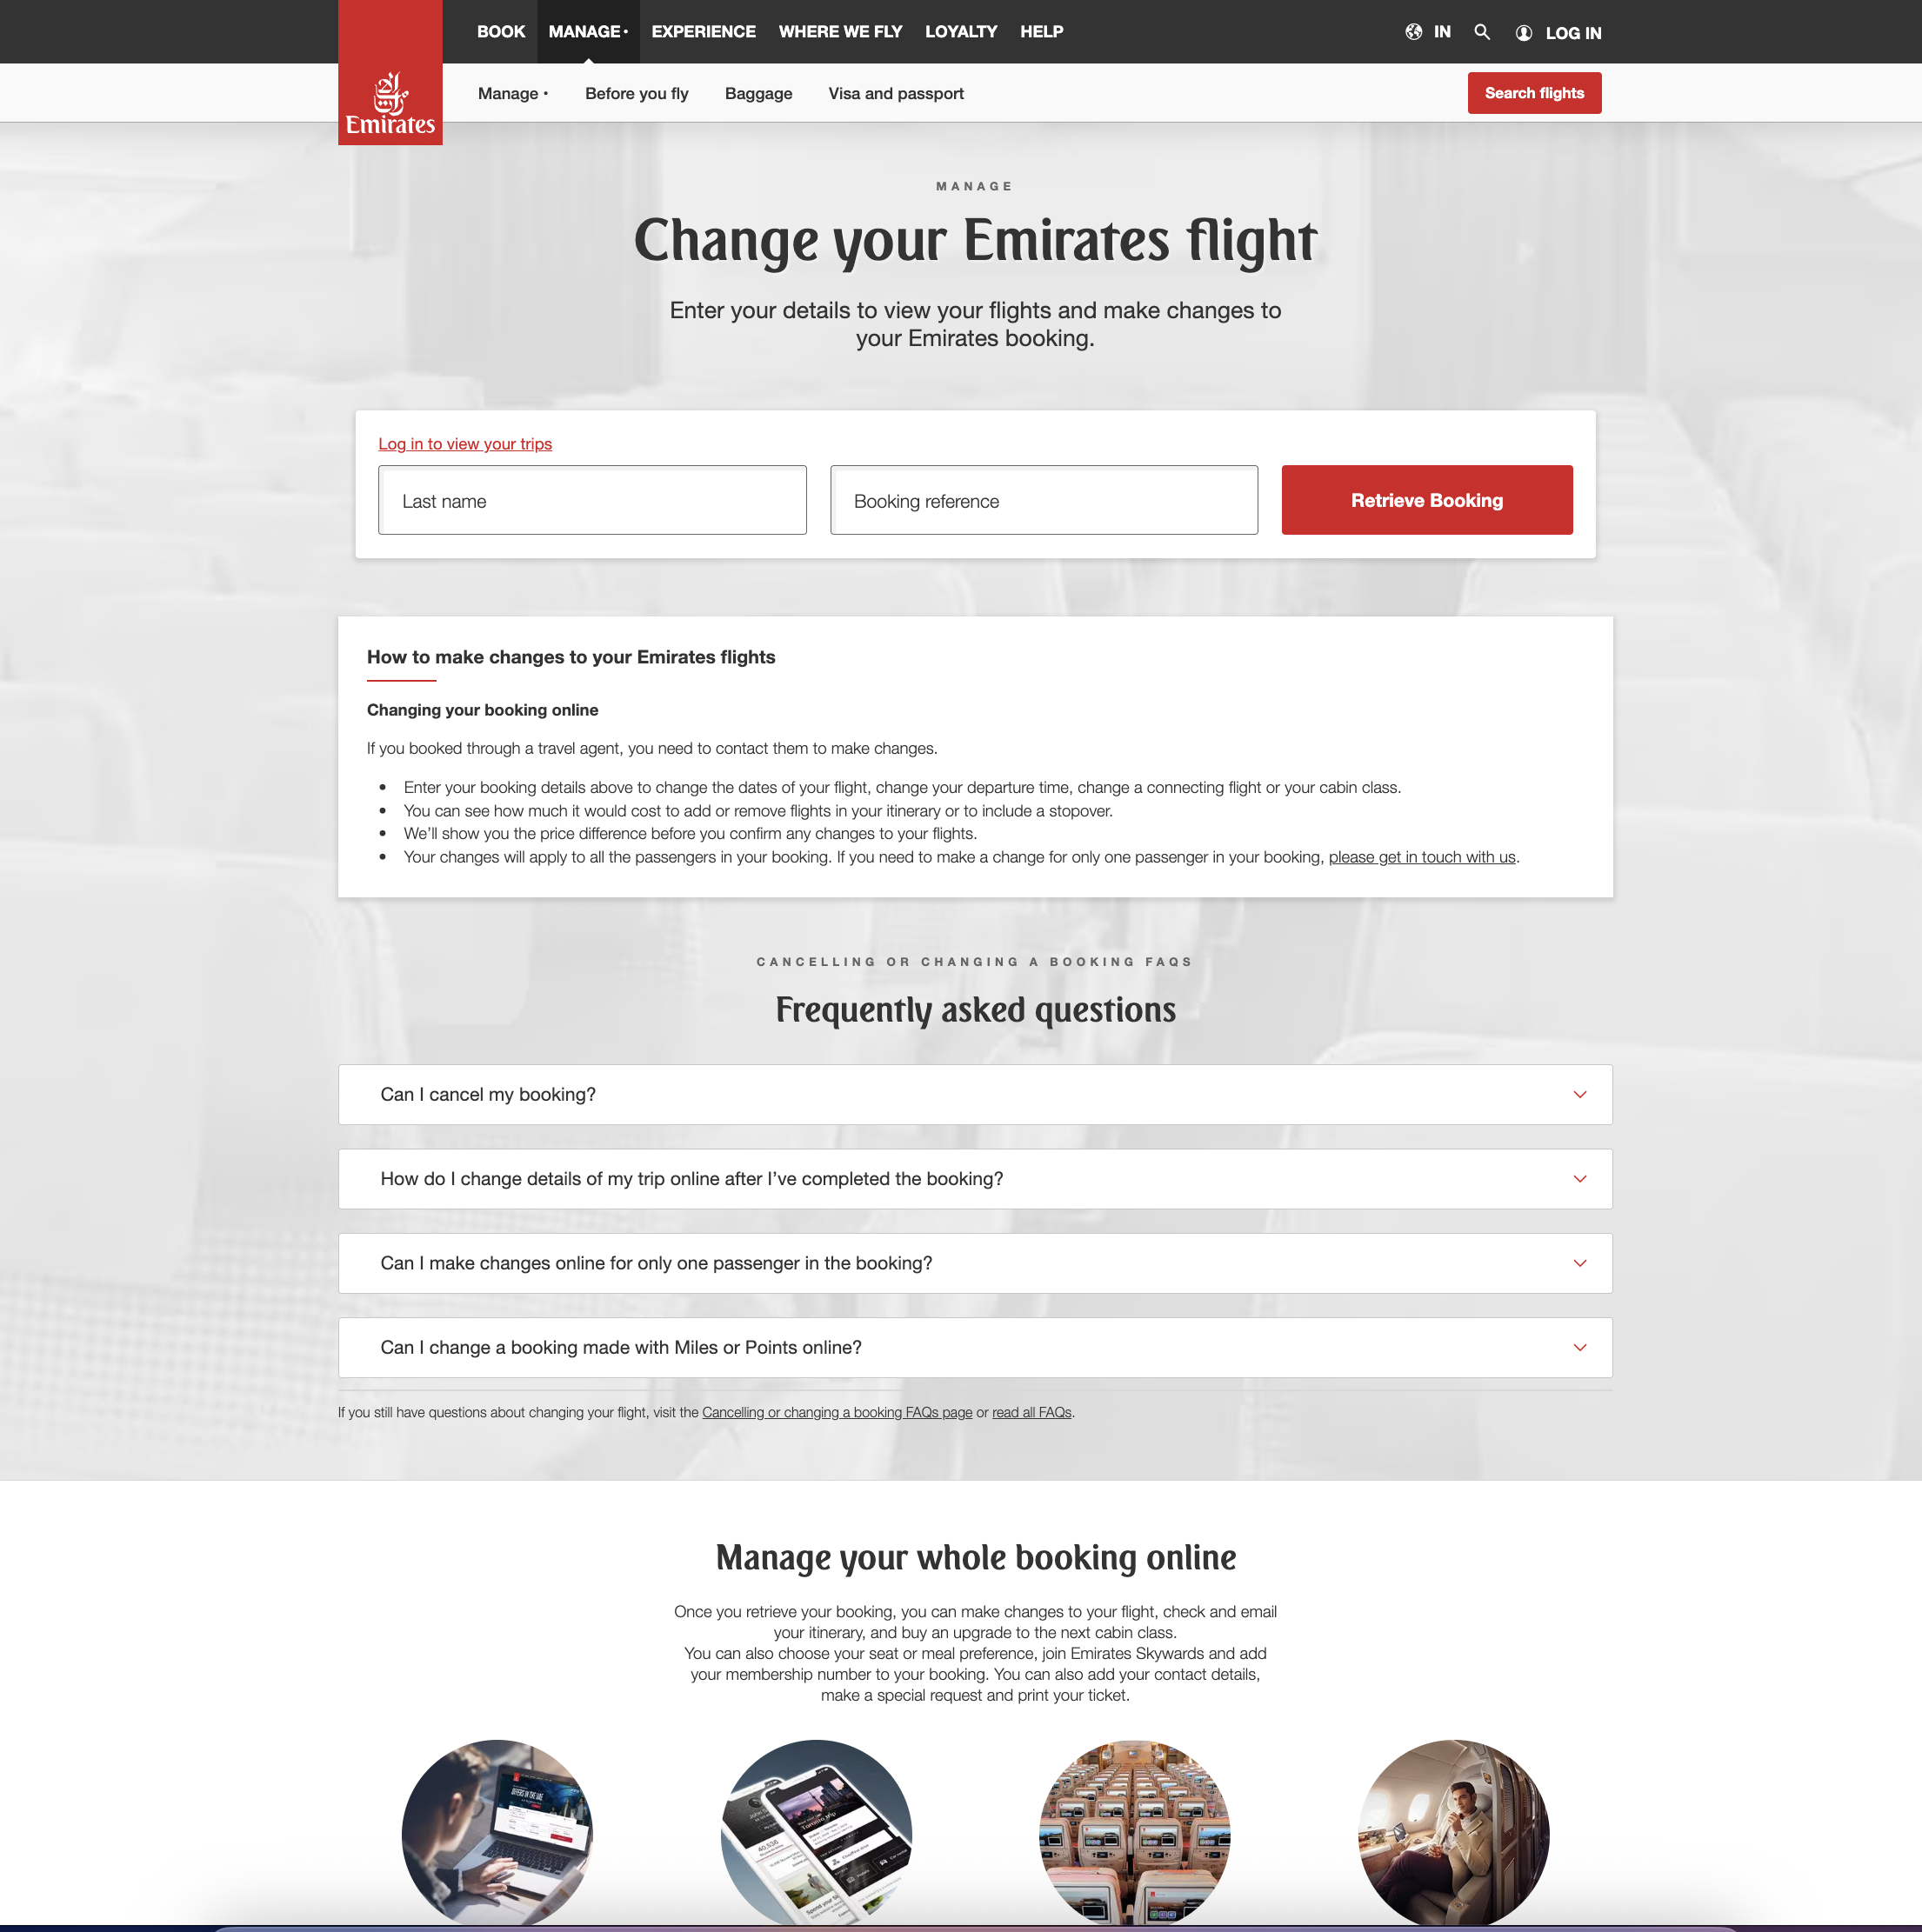 BOOK MANAGE• EXPERIENCE WHERE WE FLY LOYALTY HELP IN LOG IN
Emirates
Manage • Before you fly Baggage Visa and passport Search flights
MANAGE
Change your Emirates flight
Enter your details to view your flights and make changes to
your Emirates booking.
Log in to view your trips
Last name Booking reference Retrieve Booking
How to make changes to your Emirates flights
Changing your booking online
If you booked through a travel agent, you need to contact them to make changes.
• Enter your booking details above to change the dates of your flight, change your departure time, change a connecting flight or your cabin class.
• You can see how much it would cost to add or remove flights in your itinerary or to include a stopover.
• We’ll show you the price difference before you confirm any changes to your flights.
• Your changes will apply to all the passengers in your booking. If you need to make a change for only one passenger in your booking, please get in touch with us.
CANCELLING OR CHANGING A BOOKING FAQS
Frequently asked questions
Can I cancel my booking?
How do I change details of my trip online after I’ve completed the booking?
Can I make changes online for only one passenger in the booking?
Can I change a booking made with Miles or Points online?
If you still have questions about changing your flight, visit the Cancelling or changing a booking FAQs page or read all FAQs.
Manage your whole booking online
Once you retrieve your booking, you can make changes to your flight, check and email
your itinerary, and buy an upgrade to the next cabin class.
You can also choose your seat or meal preference, join Emirates Skywards and add
your membership number to your booking. You can also add your contact details,
make a special request and print your ticket.